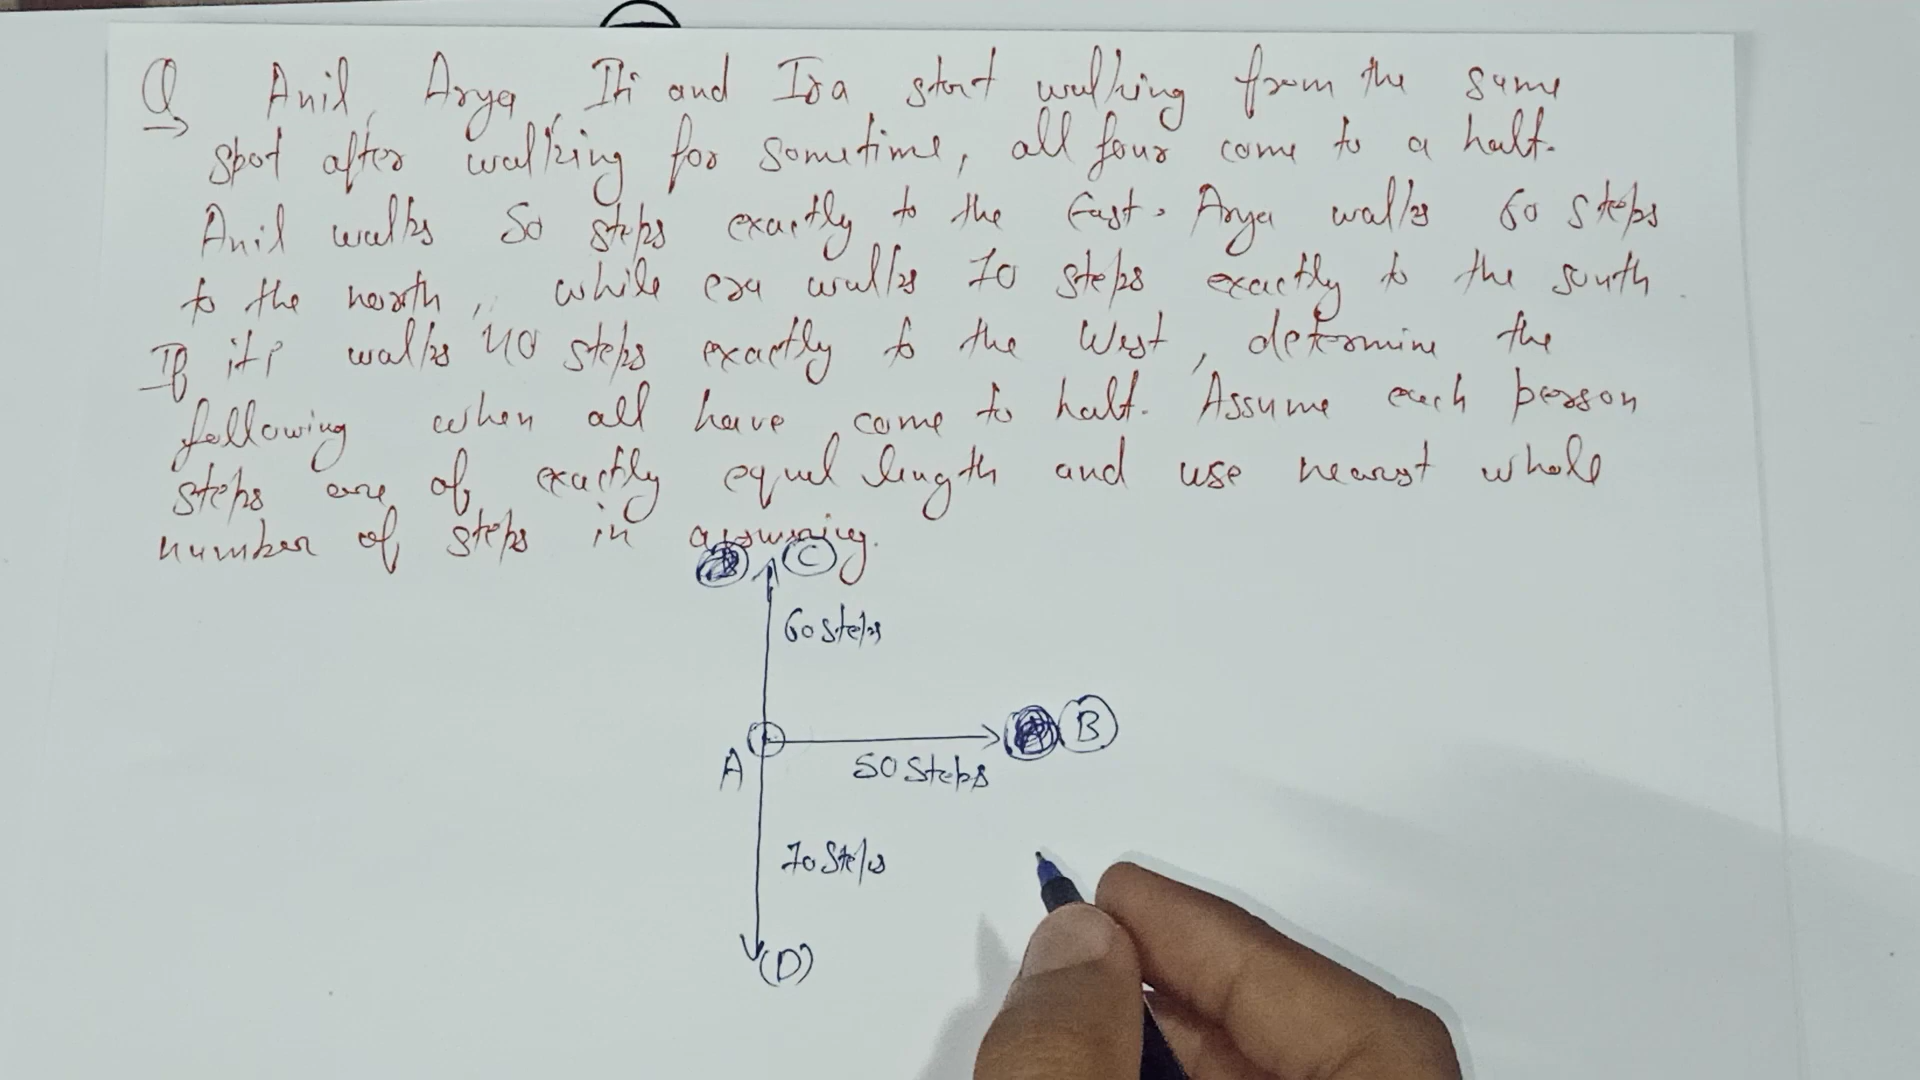 Q Anil, Arya, Iti and Ira start walking from the same
spot after walking for sometime, all four come to a halt.
Anil walks 50 steps exactly to the East. Arya walks 60 steps
to the north, while era walks 70 steps exactly to the south.
If iti walks 40 steps exactly to the West, determine the
following when all have come to halt. Assume each person
steps are of exactly equal length and use nearest whole
number of steps in
C
60 Steps
B
A
50 Steps
70 Steps
(D)